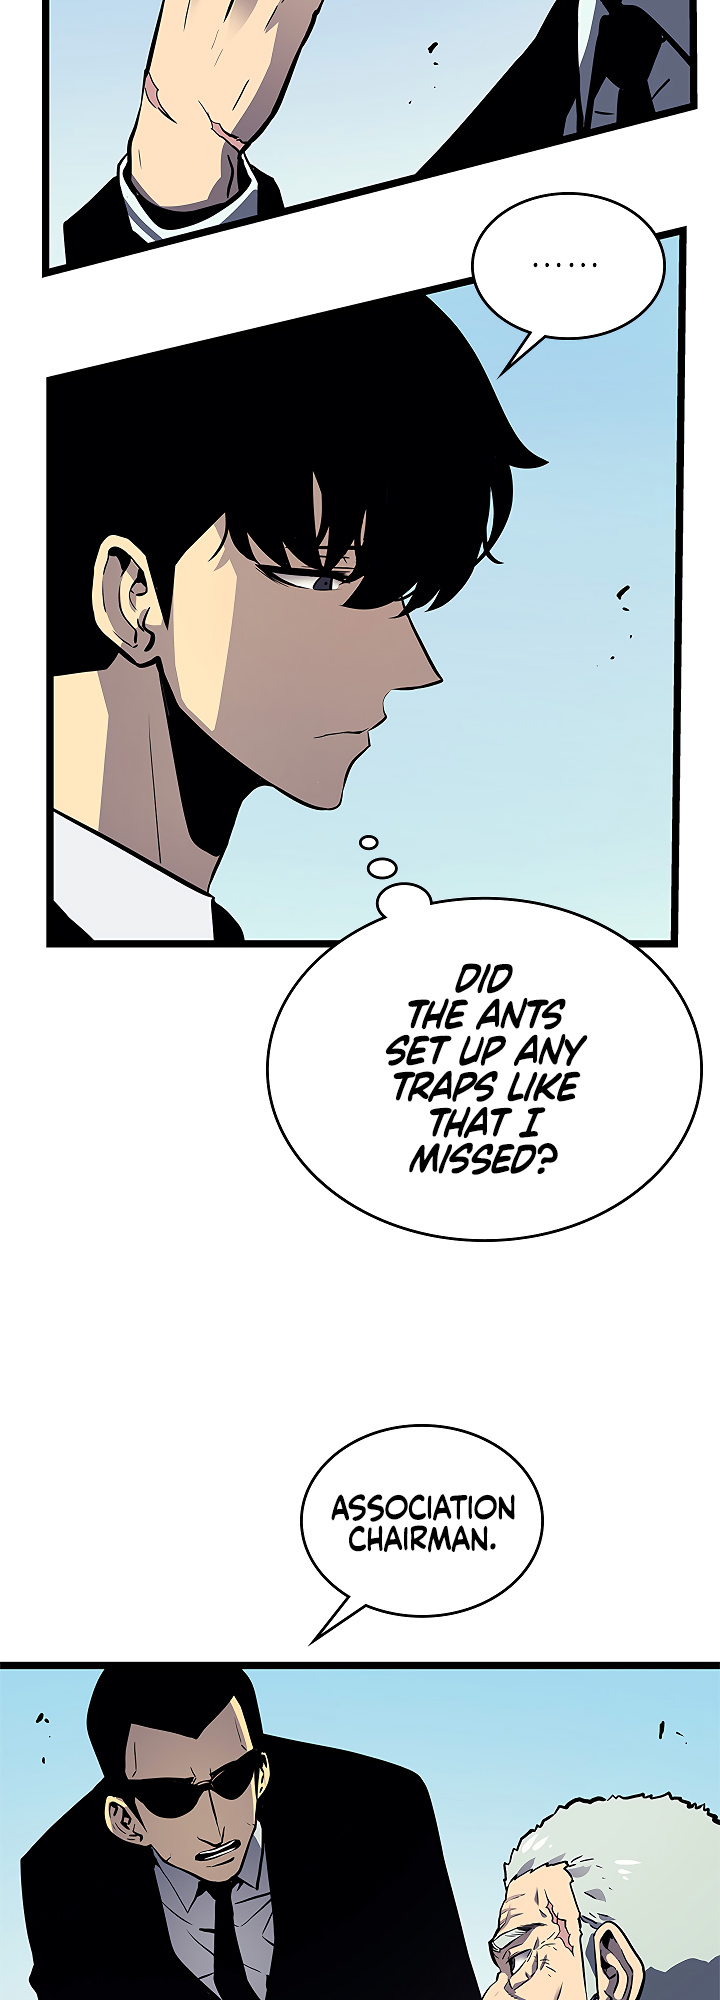 ......
DID
THE ANTS
SET UP ANY
TRAPS LIKE
THAT I
MISSED?
ASSOCIATION
CHAIRMAN.